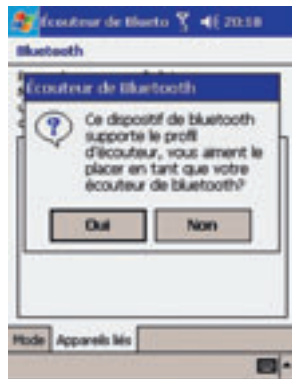 Écouteur de Blueto 20:18
Bluetooth
Écouteur de Bluetooth
Ce dispositif de bluetooth
supporte le profil
d'écouteur, vous aiment le
placer en tant que votre
écouteur de bluetooth?
Oui Non
Mode Appareils liés